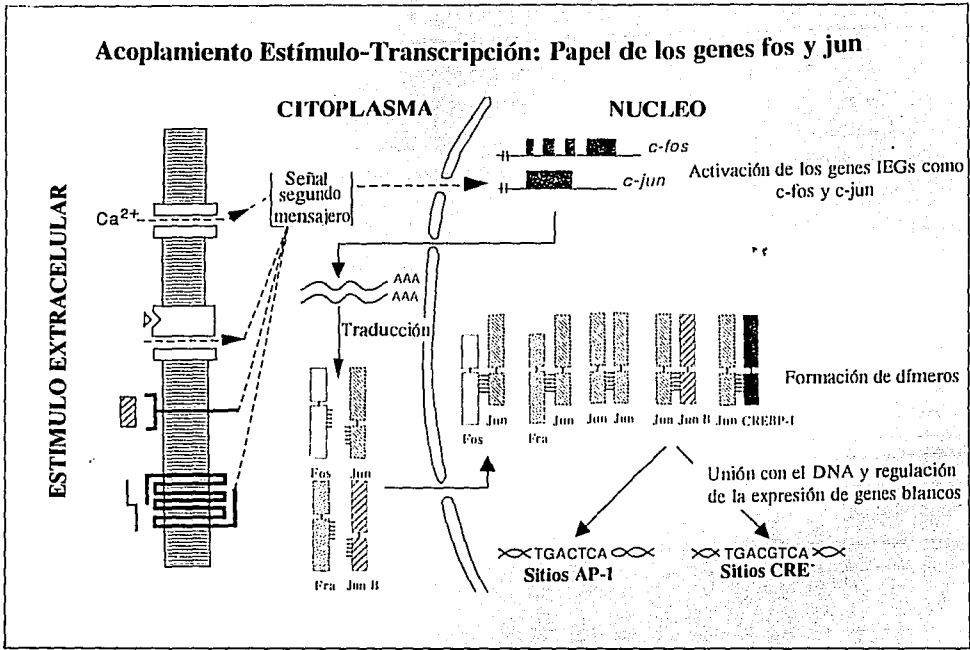 Acoplamiento Estímulo-Transcripción: Papel de los genes fos y jun
CITOPLASMA
NUCLEO
ESTIMULO EXTRACELULAR
Ca2+
Señal
segundo
mensajero
c-fos
c-jun
Activación de los genes IEGs como
c-fos y c-jun
AAA
AAA
Traducción
Fos
Jun
Fra
Jun B
Fos
Jun
Fra
Jun
Jun
Jun
Jun
Jun B
Jun
CREBP-1
Formación de dímeros
Unión con el DNA y regulación
de la expresión de genes blancos
TGACTCA
Sitios AP-1
TGACGTCA
Sitios CRE